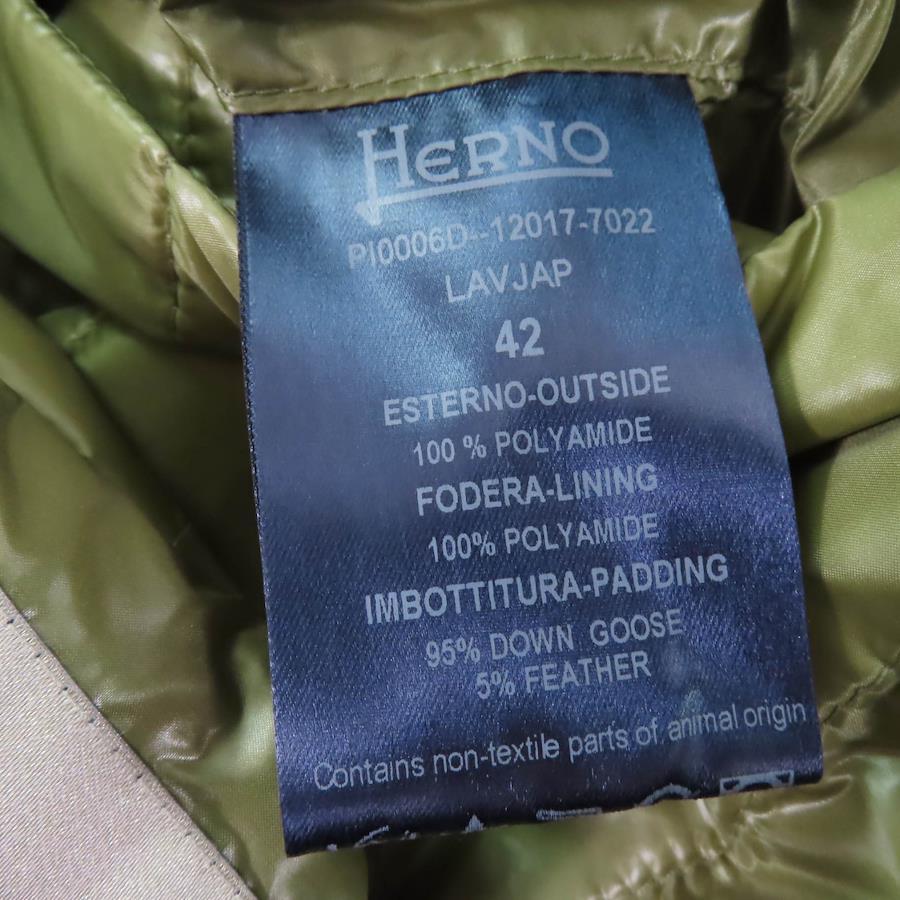 HERNO
PI0006D--12017-7022
LAVJAP
42
ESTERNO-OUTSIDE
100 % POLYAMIDE
FODERA-LINING
100% POLYAMIDE
IMBOTTITURA-PADDING
95% DOWN GOOSE
5% FEATHER
Contains non-textile parts of animal origin